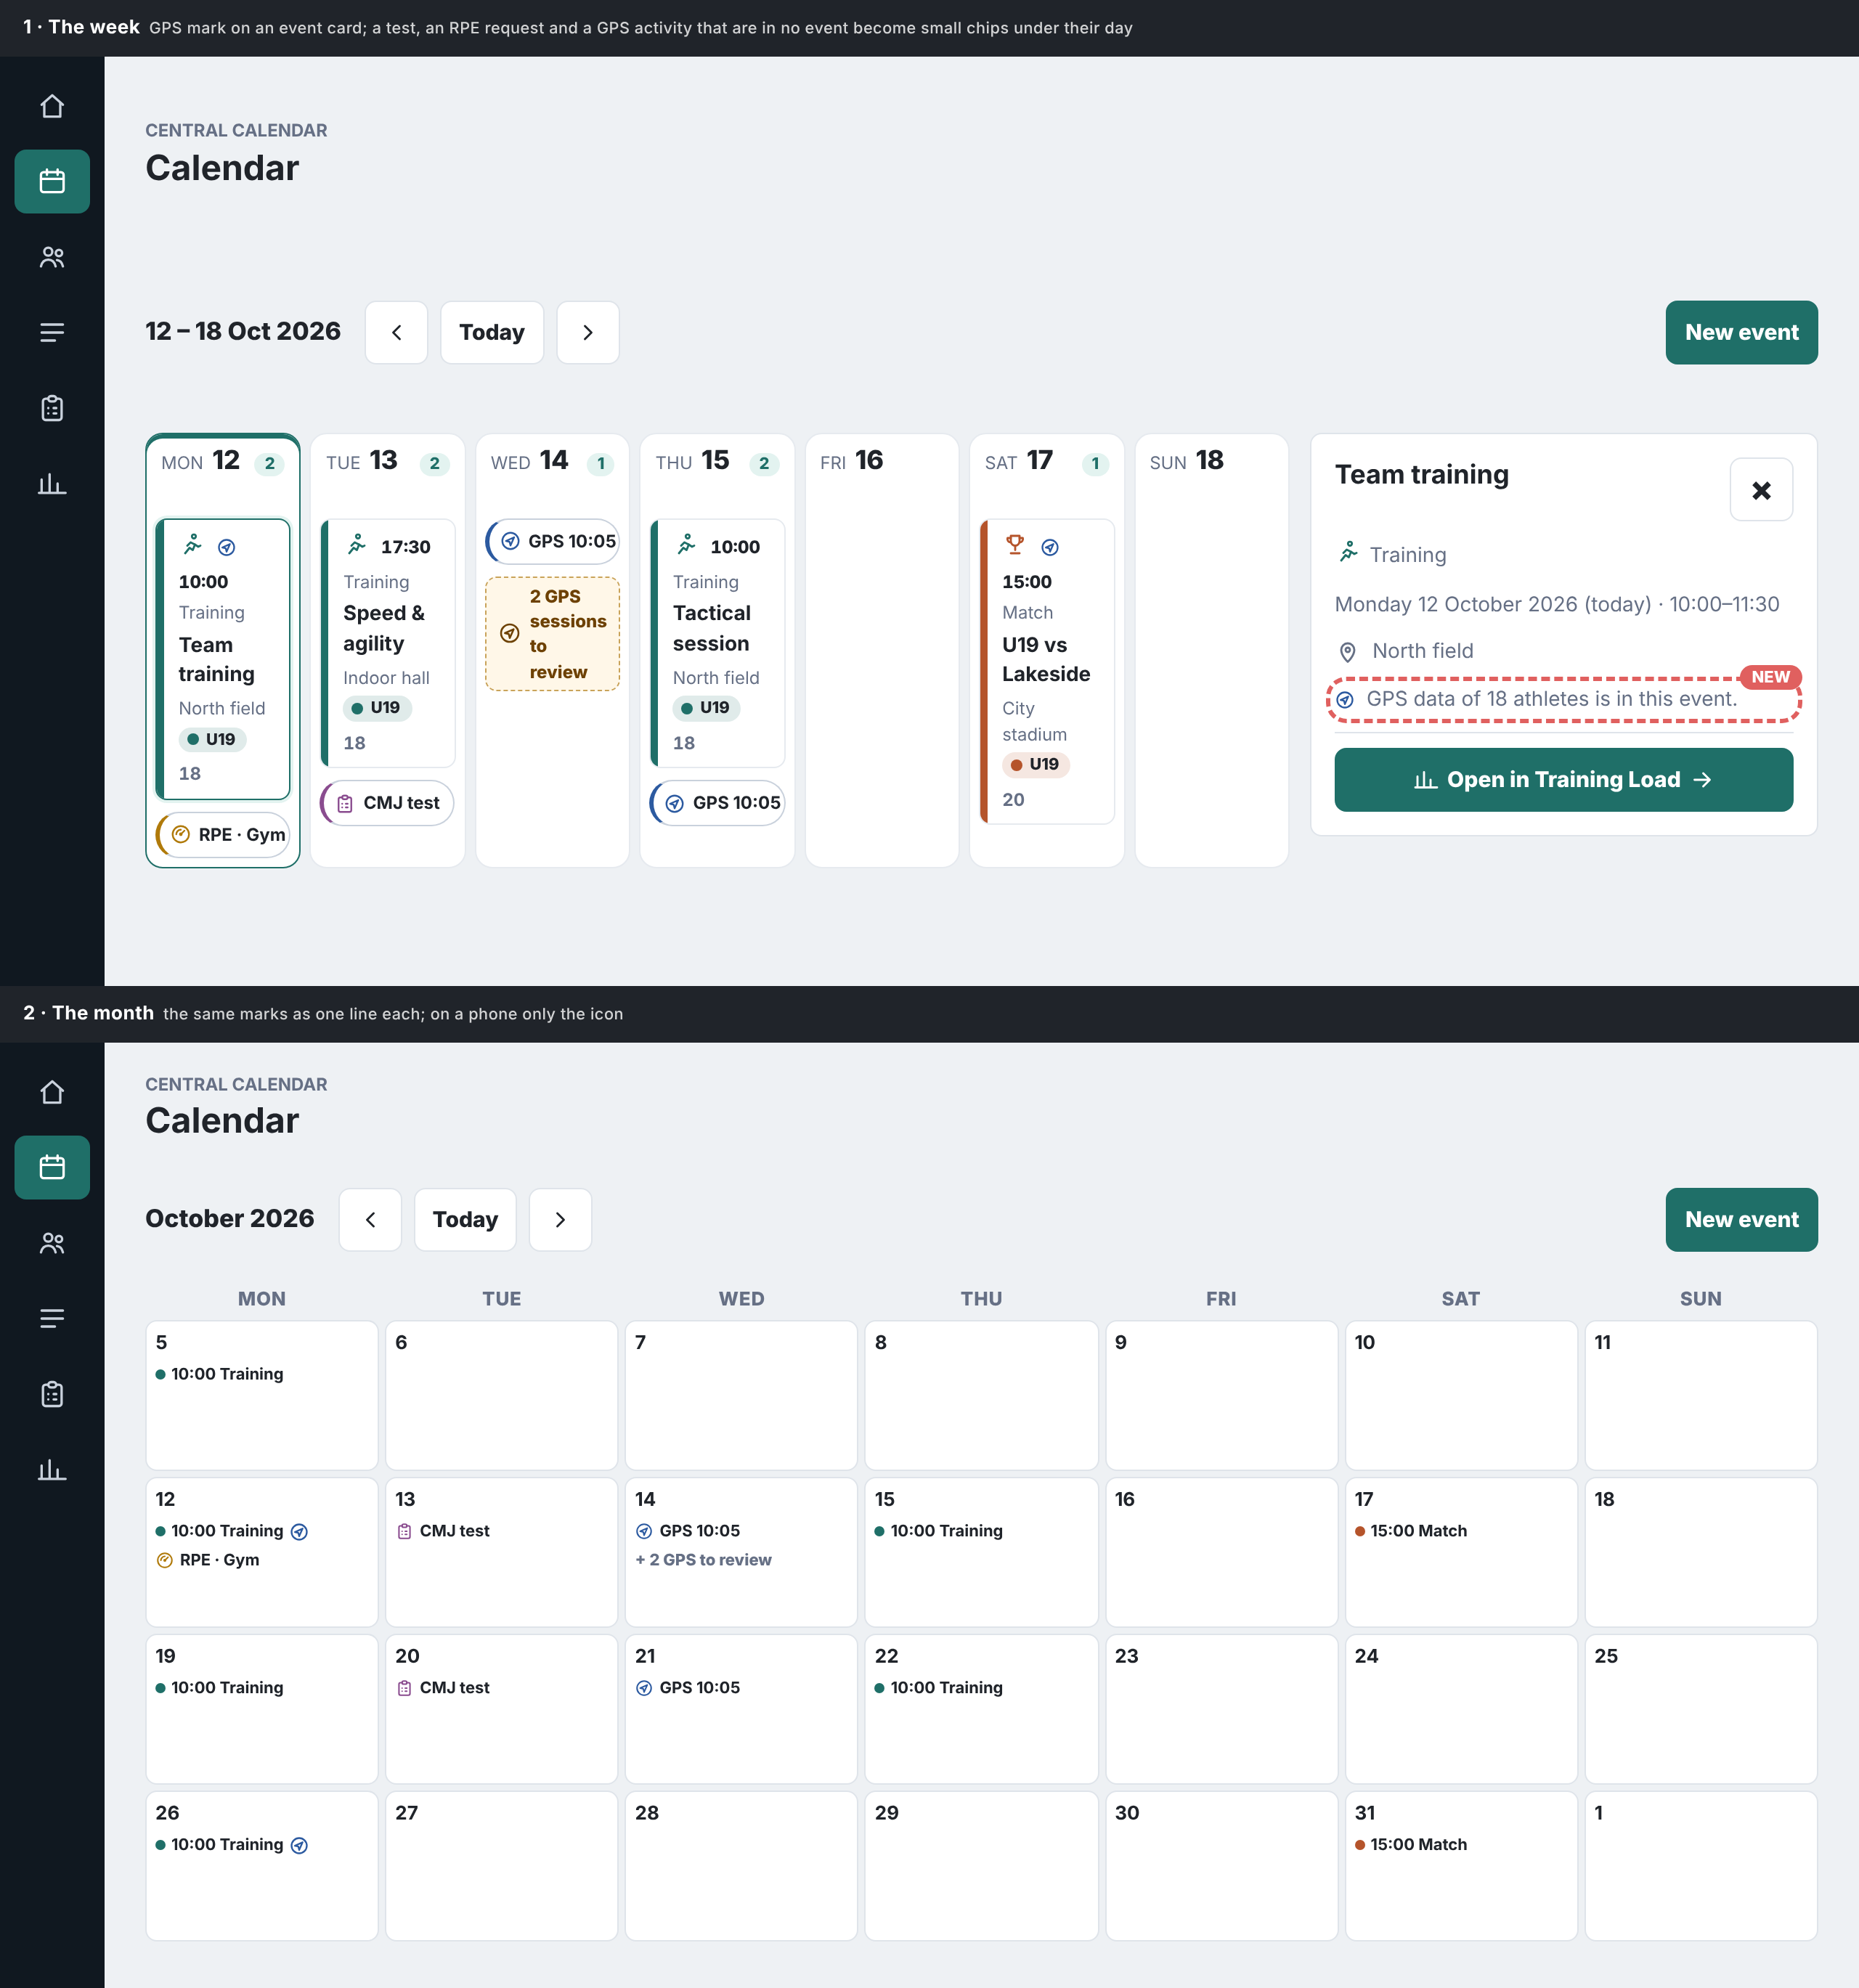 1 · The week GPS mark on an event card; a test, an RPE request and a GPS activity that are in no event become small chips under their day
CENTRAL CALENDAR
Calendar
12 – 18 Oct 2026
Today
New event
MON 12 2
10:00
Training
Team
training
North field
U19
18
RPE · Gym
TUE 13 2
17:30
Training
Speed &
agility
Indoor hall
U19
18
CMJ test
WED 14 1
GPS 10:05
2 GPS
sessions
to
review
THU 15 2
10:00
Training
Tactical
session
North field
U19
18
GPS 10:05
FRI 16
SAT 17 1
15:00
Match
U19 vs
Lakeside
City
stadium
U19
20
SUN 18
Team training
Training
Monday 12 October 2026 (today) · 10:00–11:30
North field
NEW
GPS data of 18 athletes is in this event.
Open in Training Load →
2 · The month the same marks as one line each; on a phone only the icon
CENTRAL CALENDAR
Calendar
October 2026
Today
New event
MON TUE WED THU FRI SAT SUN
5
10:00 Training
6
7
8
9
10
11
12
10:00 Training
RPE · Gym
13
CMJ test
14
GPS 10:05
+ 2 GPS to review
15
10:00 Training
16
17
15:00 Match
18
19
10:00 Training
20
CMJ test
21
GPS 10:05
22
10:00 Training
23
24
25
26
10:00 Training
27
28
29
30
31
15:00 Match
1